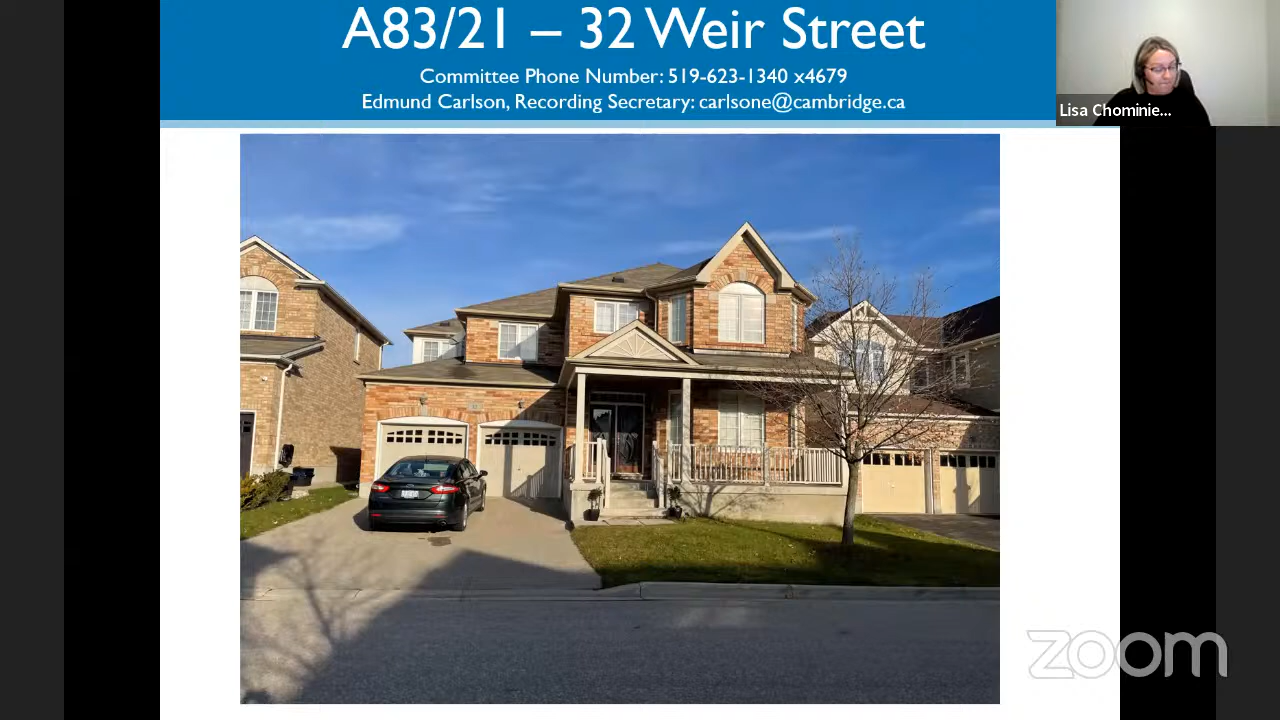 A83/21 – 32 Weir Street
Committee Phone Number: 519-623-1340 x4679
Edmund Carlson, Recording Secretary: carlsone@cambridge.ca
Lisa Chominie...
zoom